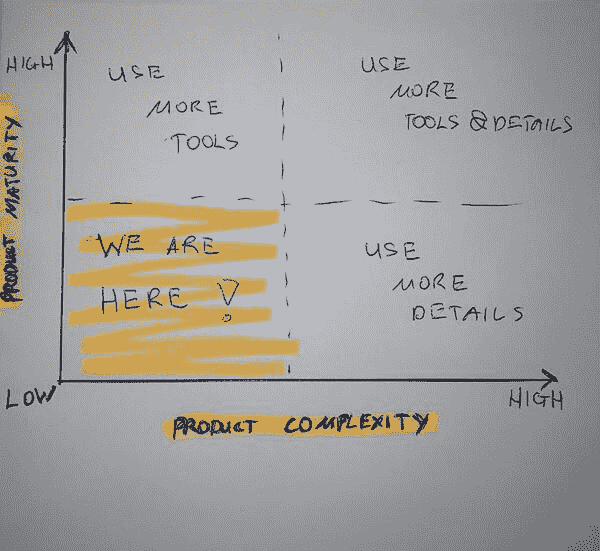 HIGH
USE
MORE
TOOLS
USE
MORE
TOOLS & DETAILS
PRODUCT MATURITY
WE ARE
HERE!
USE
MORE
DETAILS
LOW
HIGH
PRODUCT COMPLEXITY